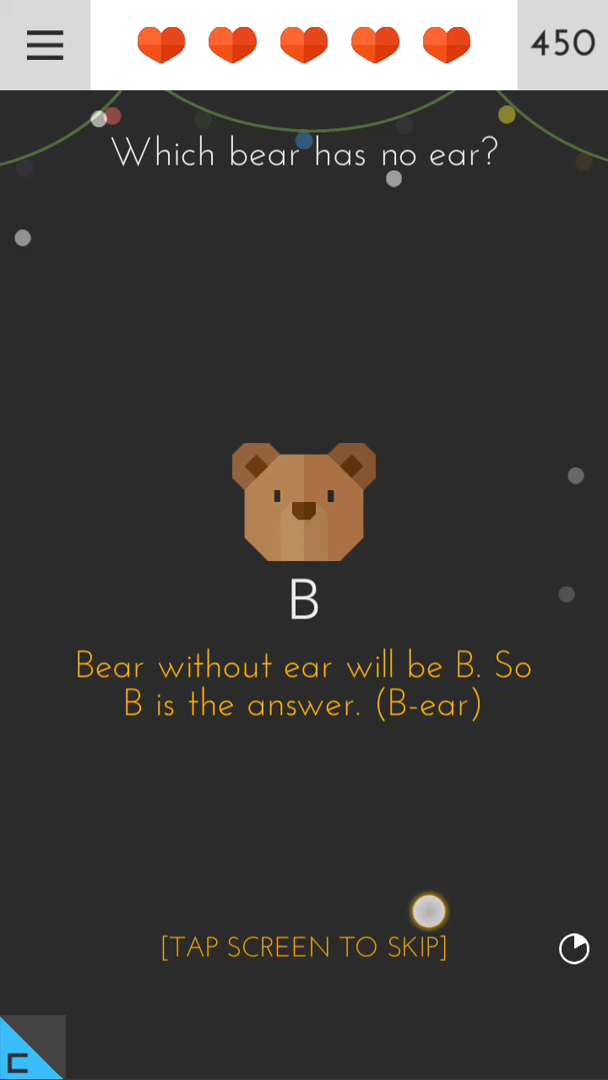 450
Which bear has no ear?
B
Bear without ear will be B. So
B is the answer. (B-ear)
[TAP SCREEN TO SKIP]